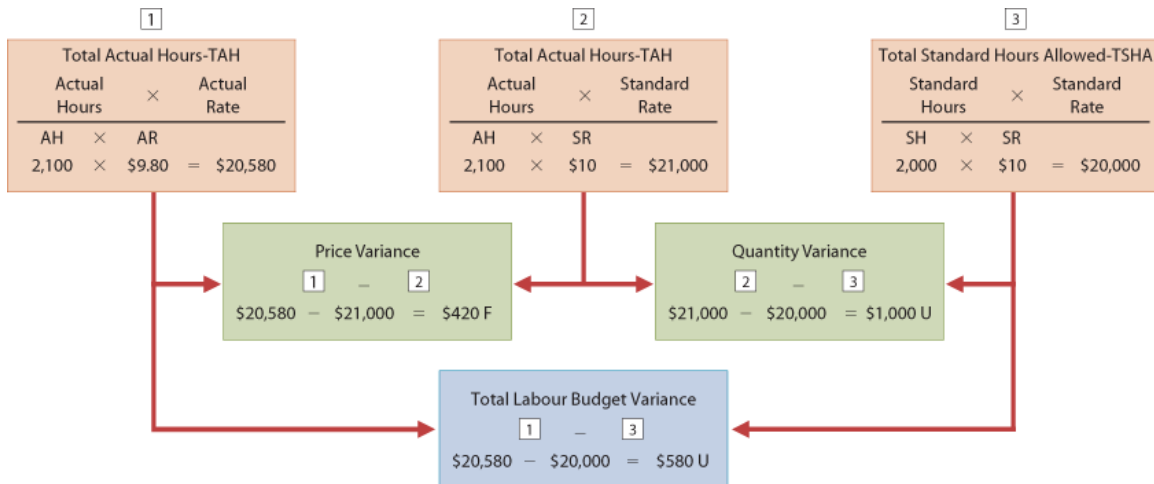 1
Total Actual Hours-TAH
Actual Hours × Actual Rate
AH × AR
2,100 × $9.80 = $20,580
2
Total Actual Hours-TAH
Actual Hours × Standard Rate
AH × SR
2,100 × $10 = $21,000
3
Total Standard Hours Allowed-TSHA
Standard Hours × Standard Rate
SH × SR
2,000 × $10 = $20,000
Price Variance
1 – 2
$20,580 – $21,000 = $420 F
Quantity Variance
2 – 3
$21,000 – $20,000 = $1,000 U
Total Labour Budget Variance
1 – 3
$20,580 – $20,000 = $580 U